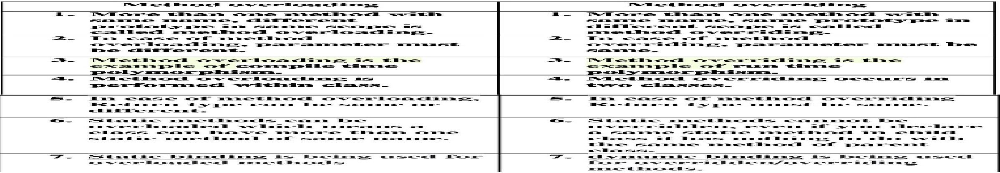 Method overloading
Method overriding
1. More than one method with
same name, different
prototype in same scope is
called method overloading.
1. More than one method with
same name, same prototype in
different scope is called
method overriding.
2. In case of method
overloading, parameter must
be different.
2. In case of method
overriding, parameter must be
same.
3. Method overloading is the
example of compile time
polymorphism.
3. Method overriding is the
example of run time
polymorphism.
4. Method overloading is
performed within class.
4. Method overriding occurs in
two classes.
5. In case of method overloading,
Return type can be same or
different.
5. In case of method overriding
Return type must be same.
6. Static methods can be
overloaded which means a
class can have more than one
static method of same name.
6. Static methods cannot be
overridden, even if you declare
a same static method in child
class it has nothing to do with
the same method of parent
class.
7. Static binding is being used for
overloaded methods
7. dynamic binding is being used
for overridden/overriding
methods.